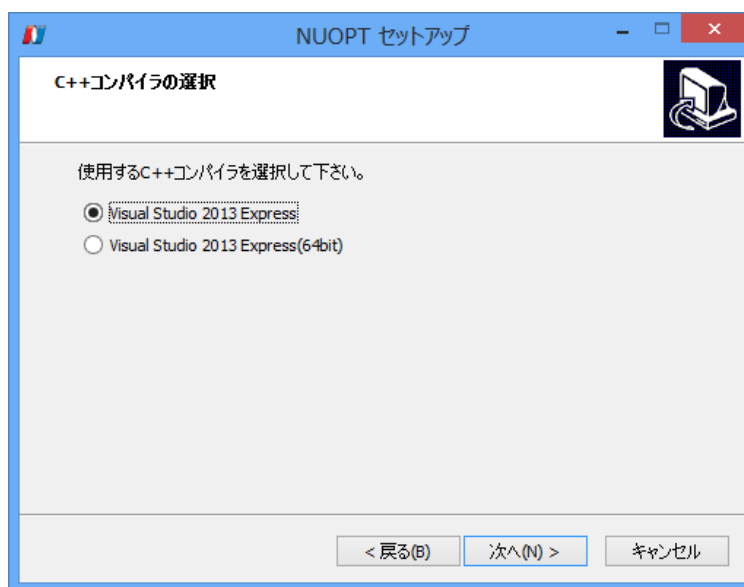 NUOPT セットアップ
C++コンパイラの選択
使用するC++コンパイラを選択して下さい。
Visual Studio 2013 Express
Visual Studio 2013 Express(64bit)
< 戻る(B) 次へ(N) > キャンセル